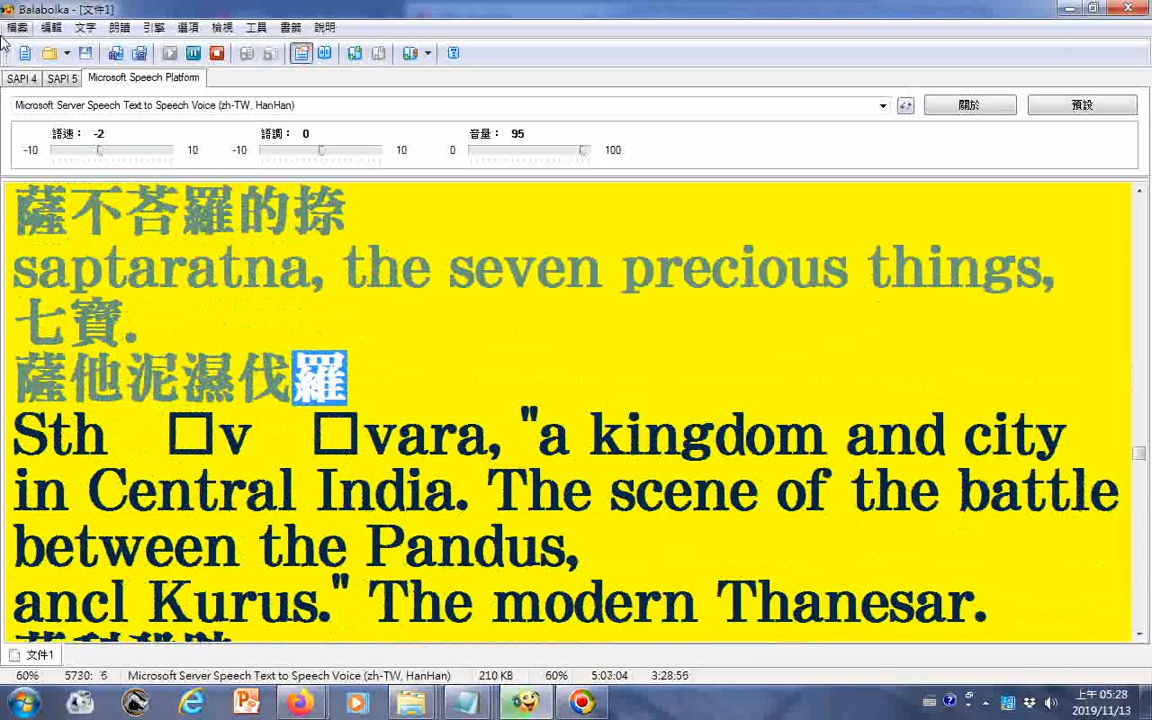 Balabolka - [文件1]
檔案 編輯 文字 朗讀 引擎 選項 檢視 工具 書籤 說明
SAPI 4 SAPI 5 Microsoft Speech Platform
Microsoft Server Speech Text to Speech Voice (zh-TW, HanHan) 關於 預設
語速： -2 語調： 0 音量： 95
-10 10 -10 10 0 100
薩不荅羅的捺
saptaratna, the seven precious things,
七寶.
薩他泥濕伐羅
Sth □v □vara, "a kingdom and city
in Central India. The scene of the battle
between the Pandus,
ancl Kurus." The modern Thanesar.
文件1
60% 5730: 6 Microsoft Server Speech Text to Speech Voice (zh-TW, HanHan) 210 KB 60% 5:03:04 3:28:56
上午 05:28
2019/11/13